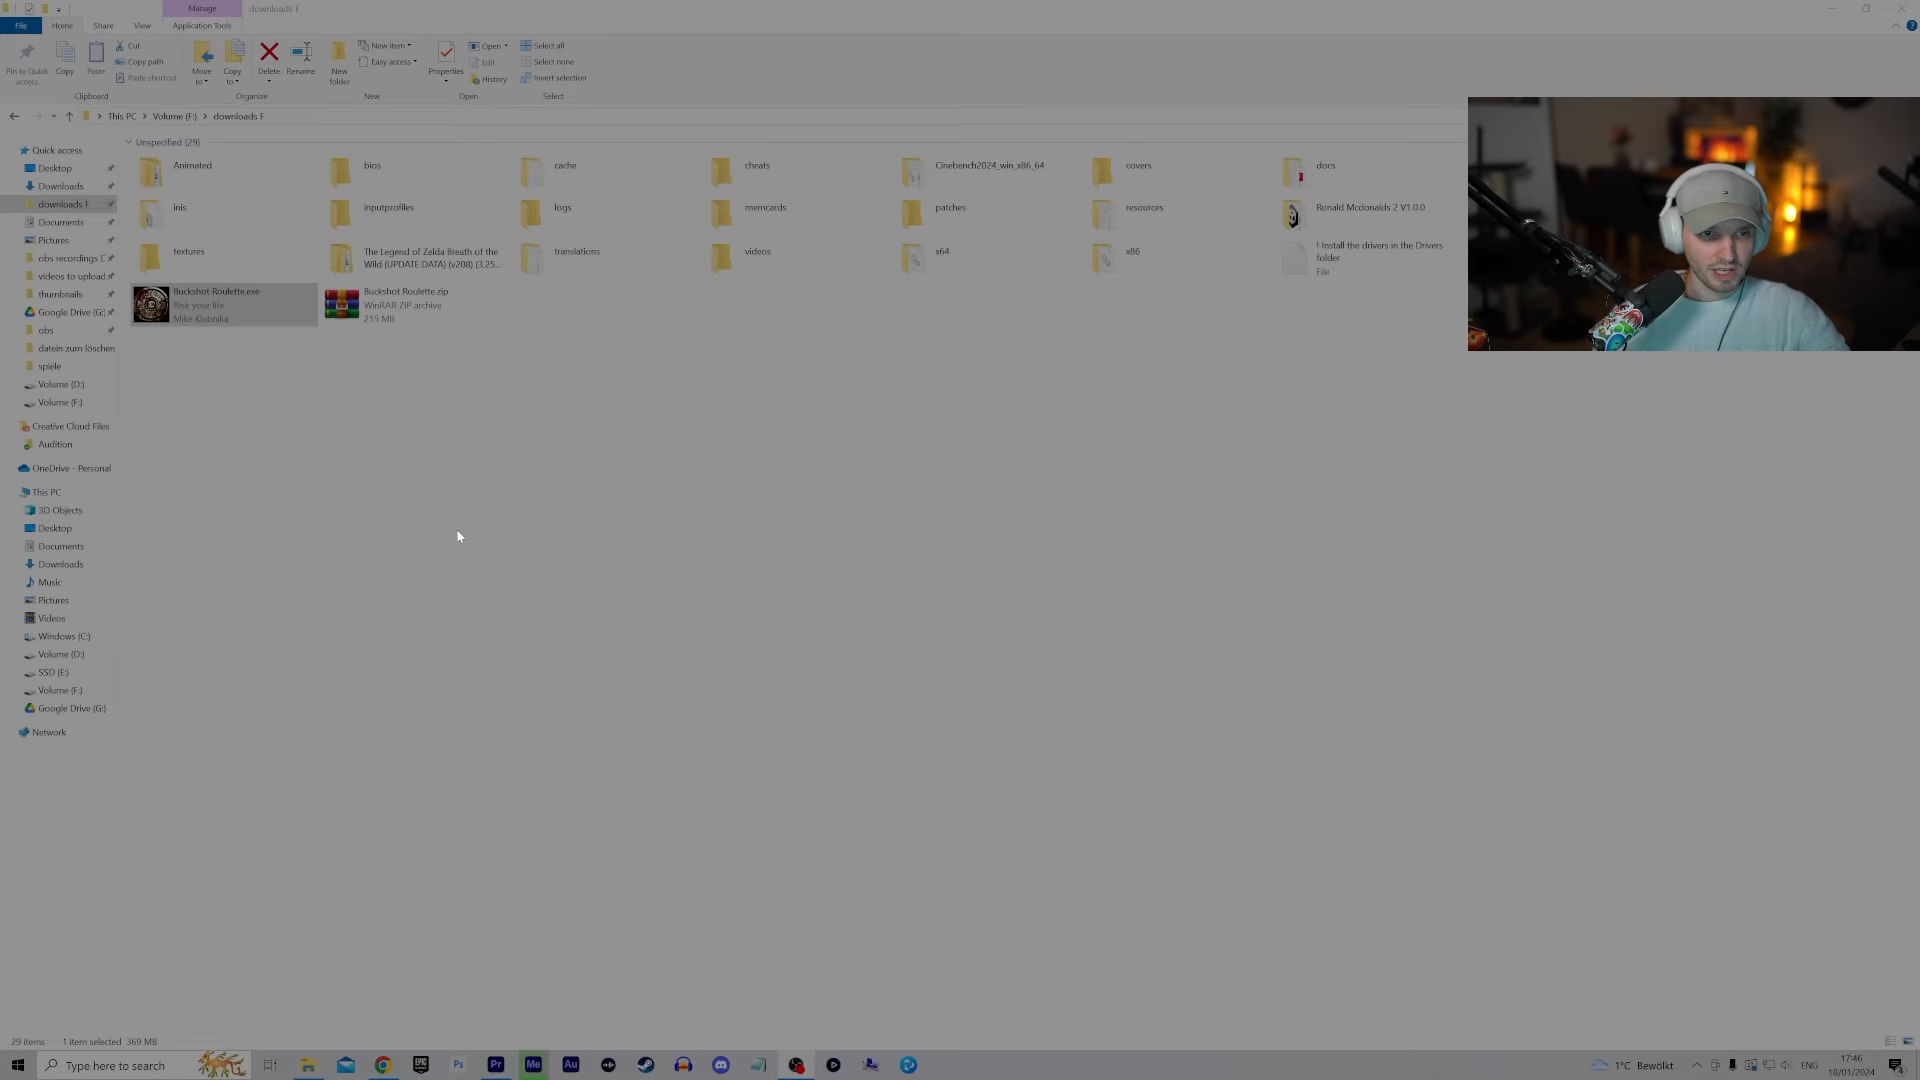 Manage
downloads F
File
Home
Share
View
Application Tools
Pin to Quick access
Copy
Paste
Cut
Copy path
Paste shortcut
Move to
Copy to
Delete
Rename
New folder
New item
Easy access
Properties
Open
Edit
History
Select all
Select none
Invert selection
Clipboard
Organize
New
Open
Select
This PC
Volume (F:)
downloads F
Unspecified (29)
Animated
bios
cache
cheats
Cinebench2024_win_x86_64
covers
docs
inis
inputprofiles
logs
memcards
patches
resources
Ronald Mcdonalds 2 V1.0.0
textures
The Legend of Zelda Breath of the
Wild (UPDATE DATA) (v208) (3.25...
translations
videos
x64
x86
! Install the drivers in the Drivers
folder
File
Buckshot Roulette.exe
Risk your life
Mike Klubnika
Buckshot Roulette.zip
WinRAR ZIP archive
215 MB
Quick access
Desktop
Downloads
downloads F
Documents
Pictures
obs recordings E
videos to upload
thumbnails
Google Drive (G:)
obs
datein zum löschen
spiele
Volume (D:)
Volume (F:)
Creative Cloud Files
Audition
OneDrive - Personal
This PC
3D Objects
Desktop
Documents
Downloads
Music
Pictures
Videos
Windows (C:)
Volume (D:)
SSD (E:)
Volume (F:)
Google Drive (G:)
Network
29 items
1 item selected 369 MB
Type here to search
EPIC
Ps
Pr
Me
Au
1°C Bewölkt
ENG
17:46
18/01/2024
4